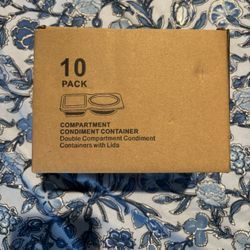 10
PACK
COMPARTMENT
CONDIMENT CONTAINER
Double Compartment Condiment
Containers with Lids